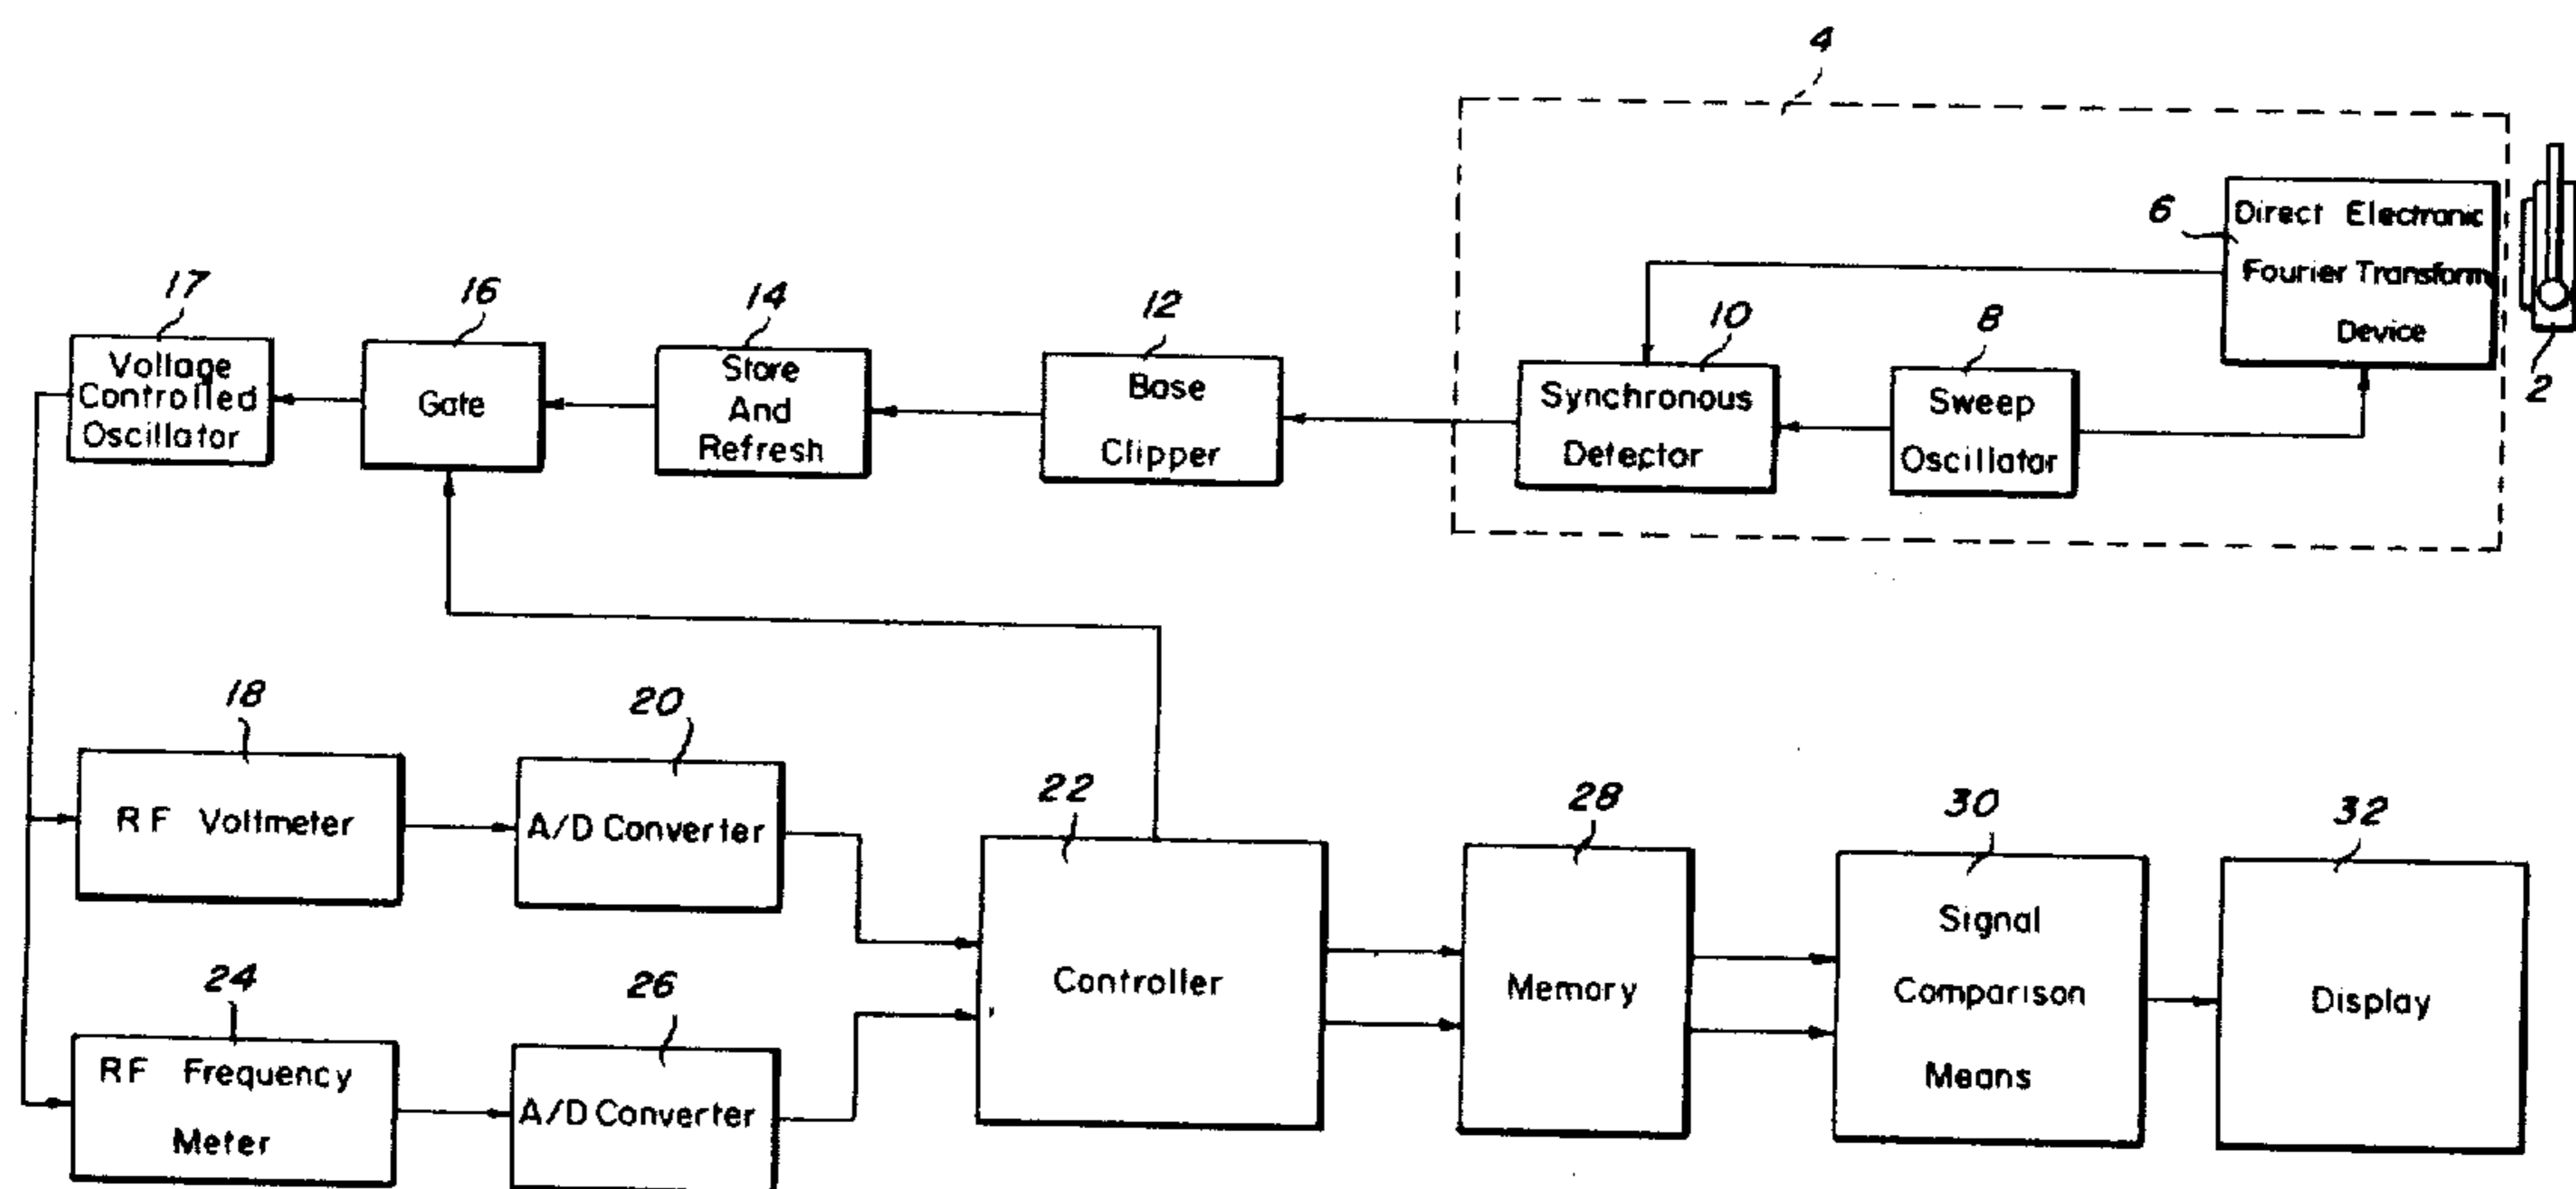 4
6
Direct Electronic
Fourier Transform
Device
2
10
Synchronous
Detector
8
Sweep
Oscillator
12
Base
Clipper
14
Store
And
Refresh
16
Gate
17
Vollage
Controlled
Oscillator
18
RF Voltmeter
20
A/D Converter
22
Controller
24
RF Frequency
Meter
26
A/D Converter
28
Memory
30
Signal
Comparison
Means
32
Display